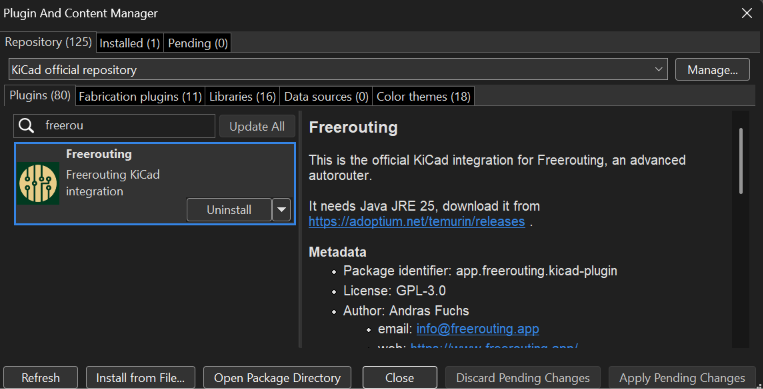 Plugin And Content Manager
Repository (125) Installed (1) Pending (0)
KiCad official repository Manage...
Plugins (80) Fabrication plugins (11) Libraries (16) Data sources (0) Color themes (18)
freerou Update All
Freerouting
Freerouting KiCad
integration
Uninstall
Freerouting
This is the official KiCad integration for Freerouting, an advanced
autorouter.
It needs Java JRE 25, download it from
https://adoptium.net/temurin/releases .
Metadata
• Package identifier: app.freerouting.kicad-plugin
• License: GPL-3.0
• Author: Andras Fuchs
• email: info@freerouting.app
web: https://www.freerouting.app/
Refresh Install from File... Open Package Directory Close Discard Pending Changes Apply Pending Changes